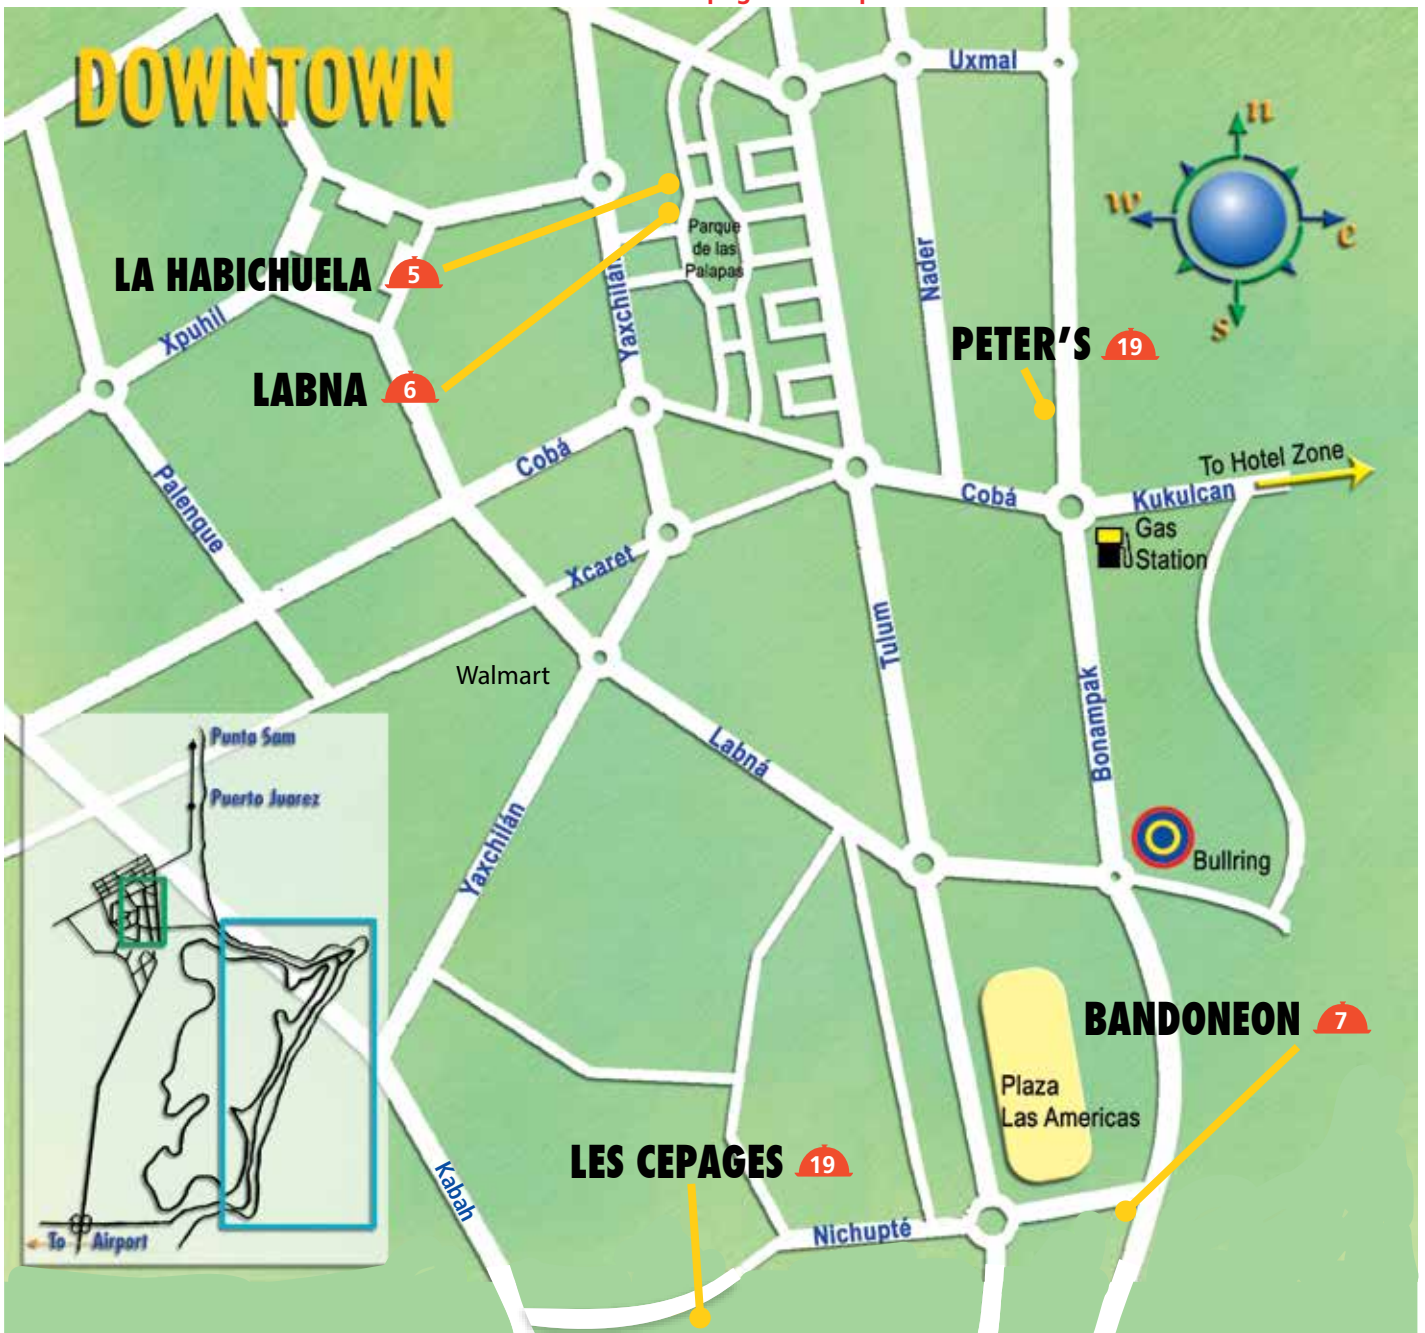 DOWNTOWN
Uxmal
n
w
e
s
Parque
de las
Palapas
Nader
LA HABICHUELA 5
Yaxchilán
Xpuhil
PETER'S 19
LABNA 6
Cobá
To Hotel Zone
Palenque
Cobá
Kukulcan
Gas
Station
Xcaret
Tulum
Walmart
Bonampak
Labná
Punta Sam
Puerto Juarez
Yaxchilán
Bullring
BANDONEON 7
Plaza
Las Americas
LES CEPAGES 19
Kabah
Nichupté
To Airport